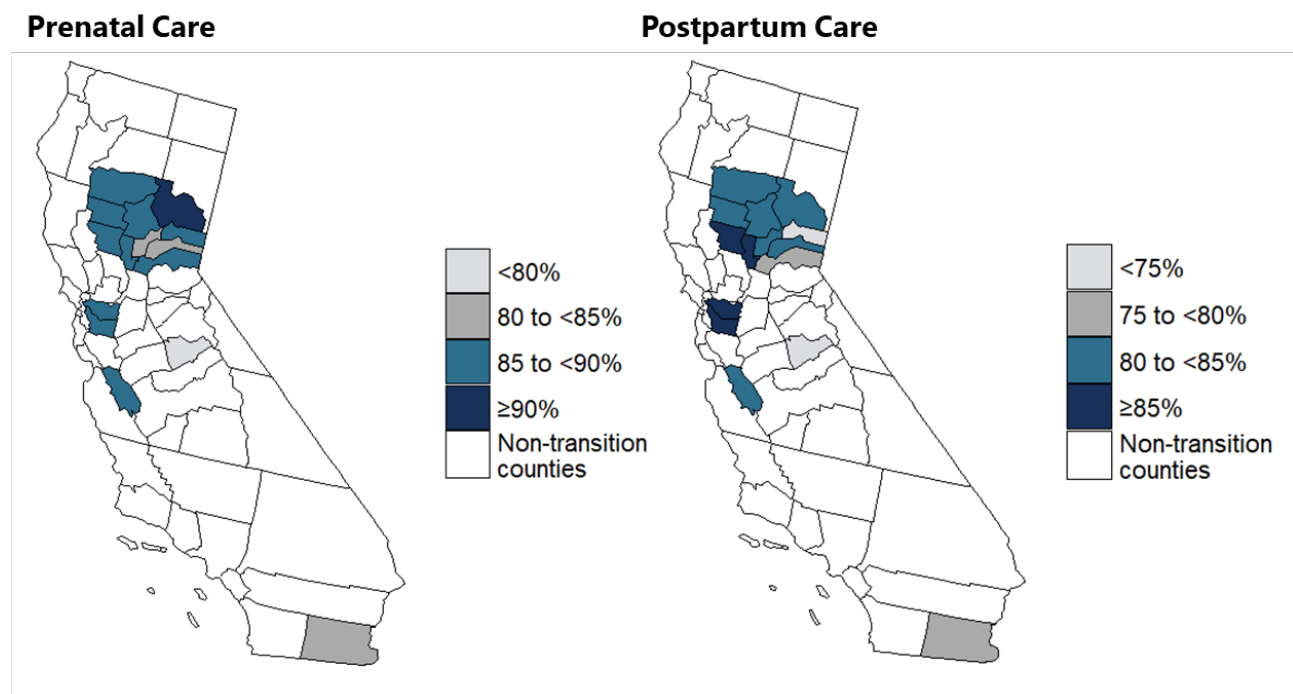 Prenatal Care
Postpartum Care
<80%
80 to <85%
85 to <90%
≥90%
Non-transition
counties
<75%
75 to <80%
80 to <85%
≥85%
Non-transition
counties